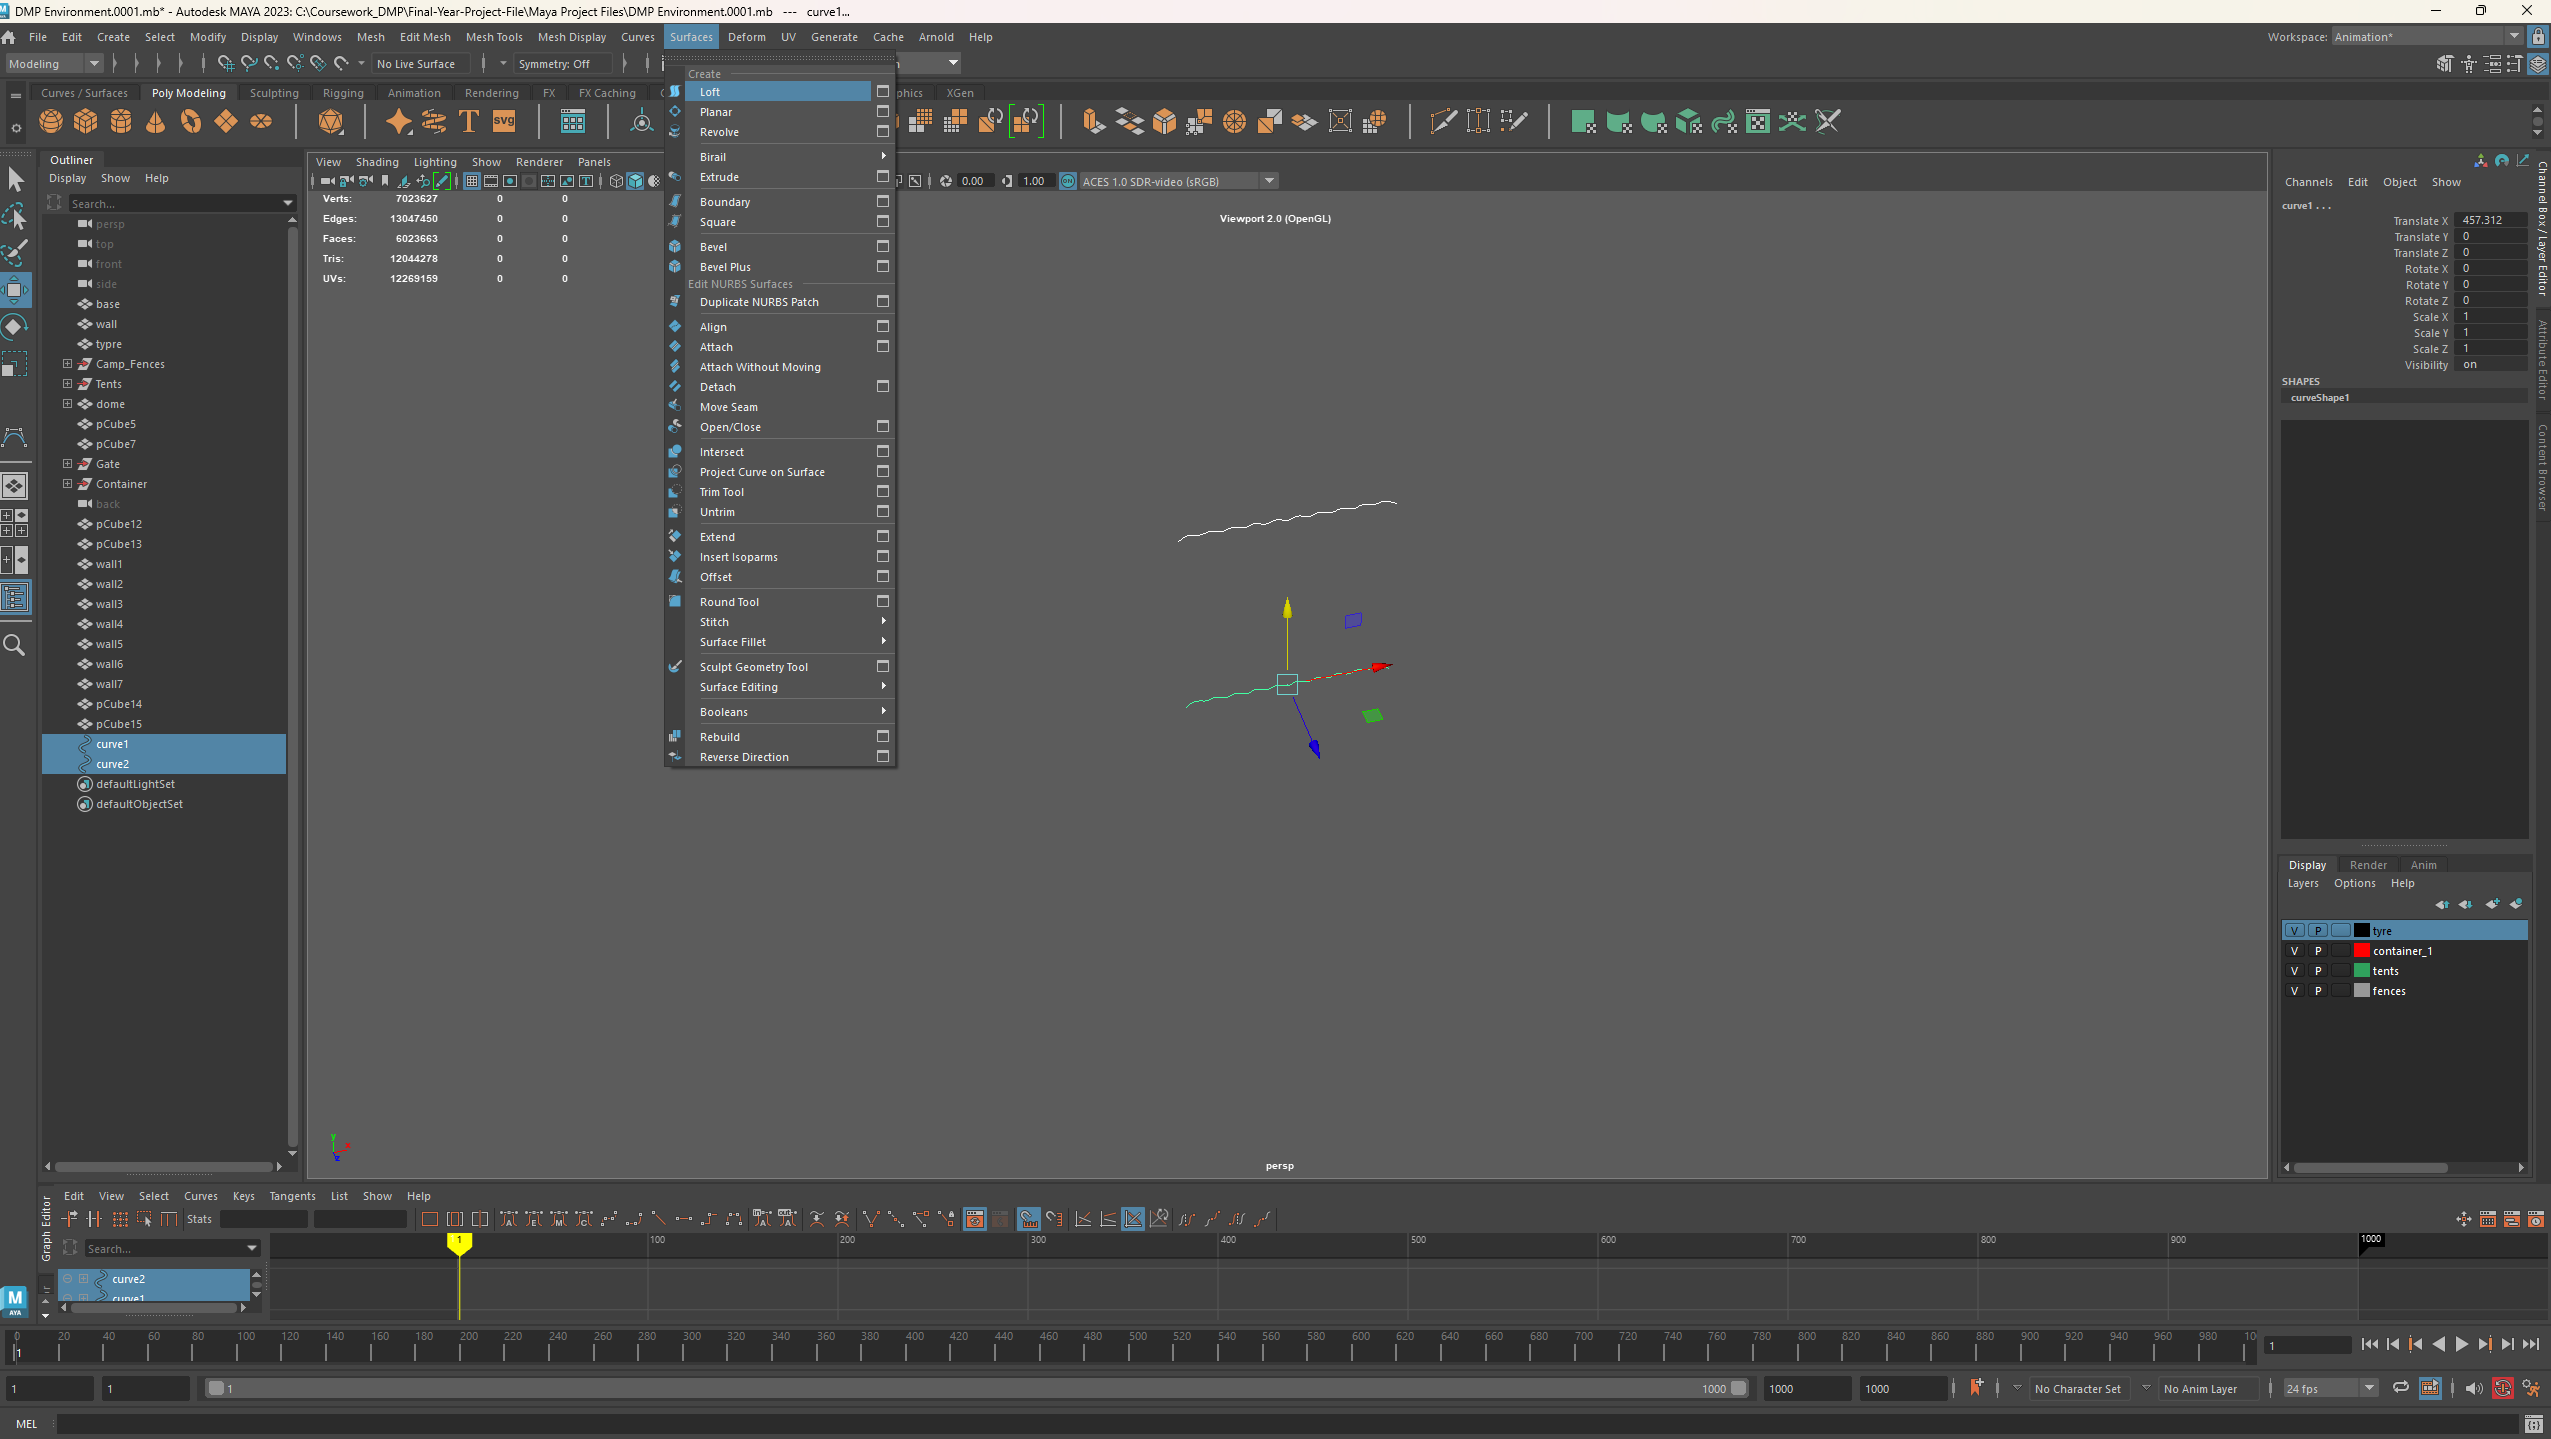 DMP Environment.0001.mb* - Autodesk MAYA 2023: C:\Coursework_DMP\Final-Year-Project-File\Maya Project Files\DMP Environment.0001.mb --- curve1...
File Edit Create Select Modify Display Windows Mesh Edit Mesh Mesh Tools Mesh Display Curves Surfaces Deform UV Generate Cache Arnold Help
Workspace: Animation*
Modeling No Live Surface Symmetry: Off
Curves / Surfaces Poly Modeling Sculpting Rigging Animation Rendering FX FX Caching XGen
svg
Outliner
Display Show Help
Search...
persp
top
front
side
base
wall
typre
Camp_Fences
Tents
dome
pCube5
pCube7
Gate
Container
back
pCube12
pCube13
wall1
wall2
wall3
wall4
wall5
wall6
wall7
pCube14
pCube15
curve1
curve2
defaultLightSet
defaultObjectSet
View Shading Lighting Show Renderer Panels
0.00 1.00 ON ACES 1.0 SDR-video (sRGB)
Verts: 7023627 0 0
Edges: 13047450 0 0
Faces: 6023663 0 0
Tris: 12044278 0 0
UVs: 12269159 0 0
Viewport 2.0 (OpenGL)
Create
Loft
Planar
Revolve
Birail
Extrude
Boundary
Square
Bevel
Bevel Plus
Edit NURBS Surfaces
Duplicate NURBS Patch
Align
Attach
Attach Without Moving
Detach
Move Seam
Open/Close
Intersect
Project Curve on Surface
Trim Tool
Untrim
Extend
Insert Isoparms
Offset
Round Tool
Stitch
Surface Fillet
Sculpt Geometry Tool
Surface Editing
Booleans
Rebuild
Reverse Direction
persp
Channels Edit Object Show
curve1 . . .
Translate X 457.312
Translate Y 0
Translate Z 0
Rotate X 0
Rotate Y 0
Rotate Z 0
Scale X 1
Scale Y 1
Scale Z 1
Visibility on
SHAPES
curveShape1
Channel Box / Layer Editor
Attribute Editor
Content Browser
Display Render Anim
Layers Options Help
V P tyre
V P container_1
V P tents
V P fences
Graph Editor
Edit View Select Curves Keys Tangents List Show Help
Stats
Search...
curve2
curve1
1 100 200 300 400 500 600 700 800 900 1000
0 20 40 60 80 100 120 140 160 180 200 220 240 260 280 300 320 340 360 380 400 420 440 460 480 500 520 540 560 580 600 620 640 660 680 700 720 740 760 780 800 820 840 860 880 900 920 940 960 980 10
1
1
1 1 1 1000 1000 1000 No Character Set No Anim Layer 24 fps
M
AYA
MEL